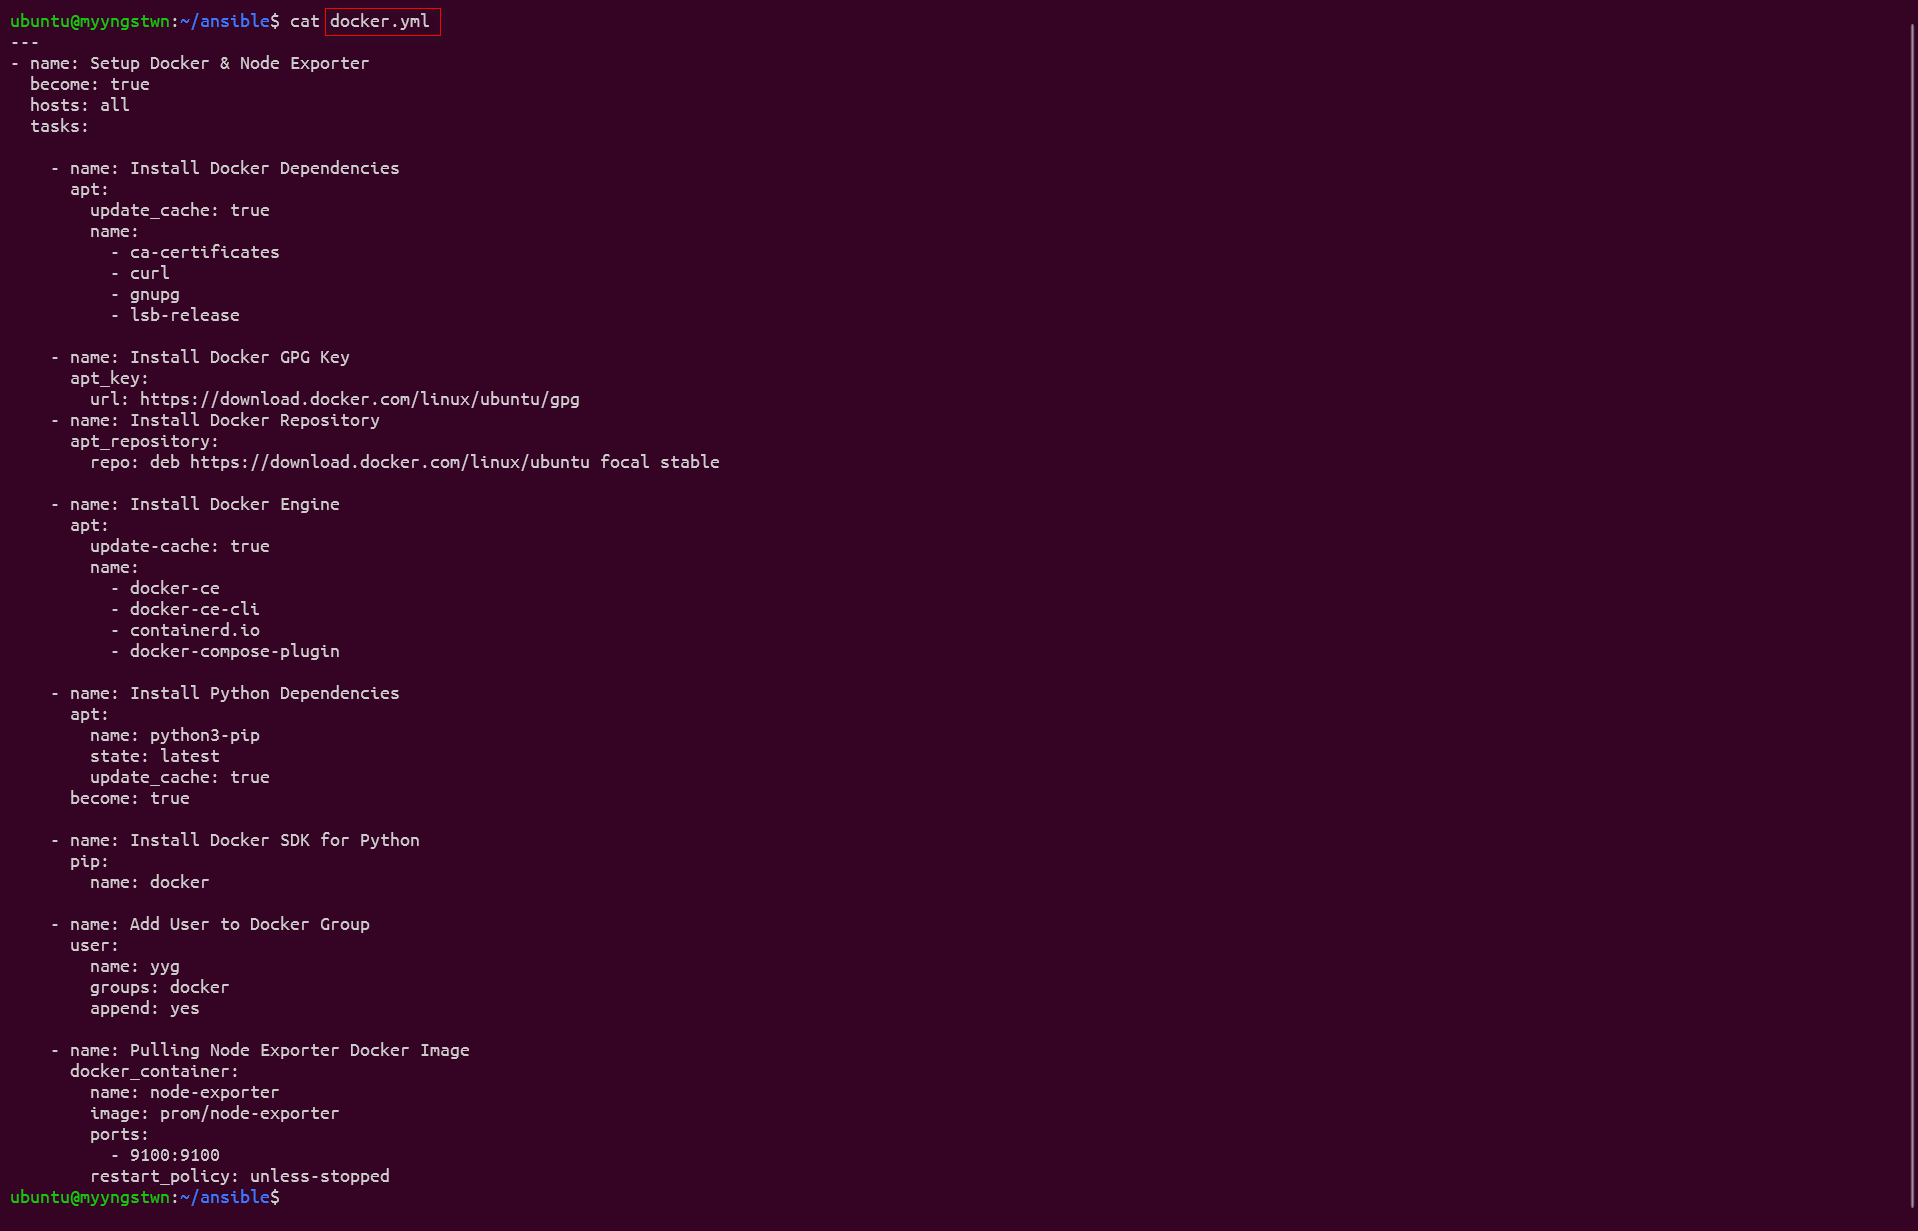 ubuntu@myyngstwn:~/ansible$ cat docker.yml
---
- name: Setup Docker & Node Exporter
  become: true
  hosts: all
  tasks:

    - name: Install Docker Dependencies
      apt:
        update_cache: true
        name:
          - ca-certificates
          - curl
          - gnupg
          - lsb-release

    - name: Install Docker GPG Key
      apt_key:
        url: https://download.docker.com/linux/ubuntu/gpg
    - name: Install Docker Repository
      apt_repository:
        repo: deb https://download.docker.com/linux/ubuntu focal stable

    - name: Install Docker Engine
      apt:
        update-cache: true
        name:
          - docker-ce
          - docker-ce-cli
          - containerd.io
          - docker-compose-plugin

    - name: Install Python Dependencies
      apt:
        name: python3-pip
        state: latest
        update_cache: true
      become: true

    - name: Install Docker SDK for Python
      pip:
        name: docker

    - name: Add User to Docker Group
      user:
        name: yyg
        groups: docker
        append: yes

    - name: Pulling Node Exporter Docker Image
      docker_container:
        name: node-exporter
        image: prom/node-exporter
        ports:
          - 9100:9100
        restart_policy: unless-stopped
ubuntu@myyngstwn:~/ansible$